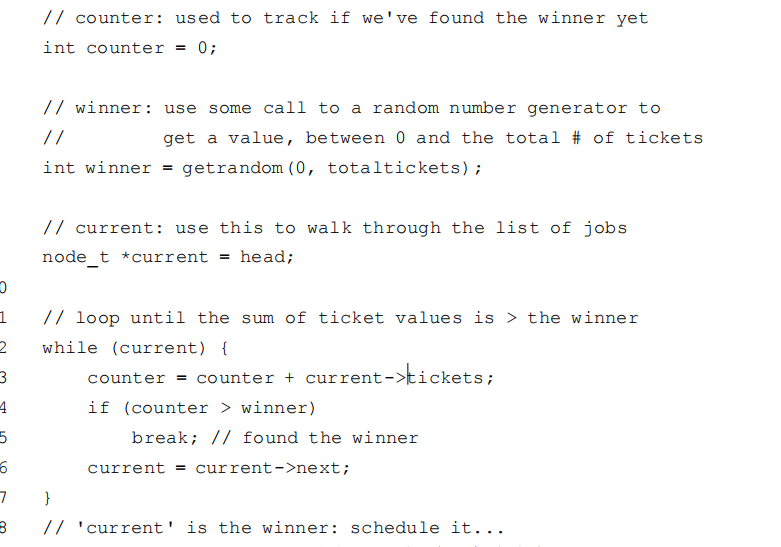 // counter: used to track if we've found the winner yet
int counter = 0;
// winner: use some call to a random number generator to
//         get a value, between 0 and the total # of tickets
int winner = getrandom(0, totaltickets);
// current: use this to walk through the list of jobs
node_t *current = head;
0
1 // loop until the sum of ticket values is > the winner
2 while (current) {
3     counter = counter + current->tickets;
4     if (counter > winner)
5         break; // found the winner
6     current = current->next;
7 }
8 // 'current' is the winner: schedule it...